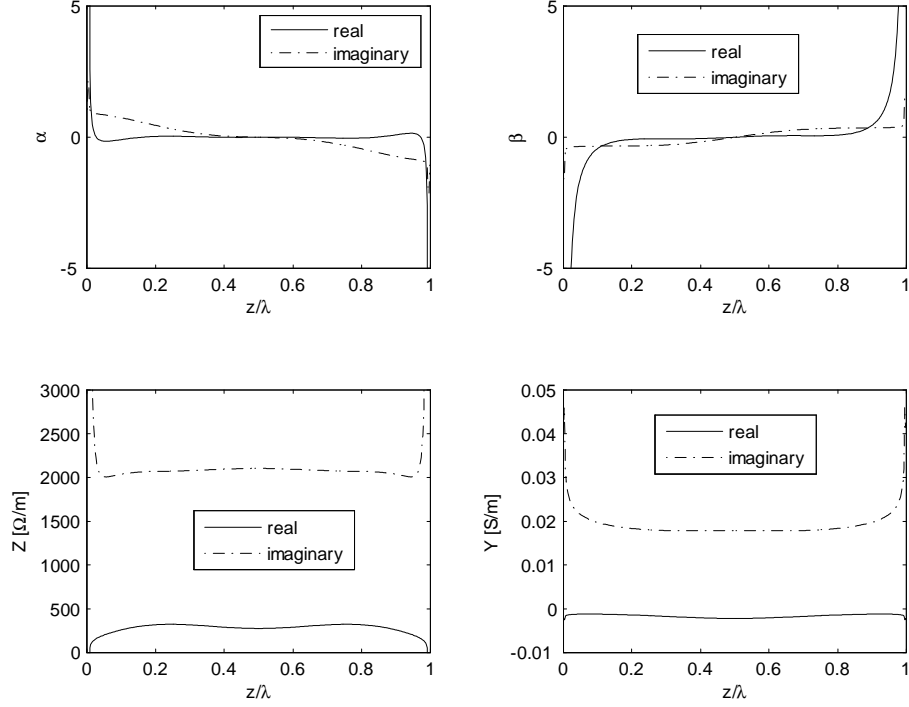 5
0
-5
α
real
imaginary
0 0.2 0.4 0.6 0.8 1
z/λ
5
0
-5
β
real
imaginary
0 0.2 0.4 0.6 0.8 1
z/λ
3000
2500
2000
1500
1000
500
0
Z [Ω/m]
real
imaginary
0 0.2 0.4 0.6 0.8 1
z/λ
0.05
0.04
0.03
0.02
0.01
0
-0.01
Y [S/m]
real
imaginary
0 0.2 0.4 0.6 0.8 1
z/λ